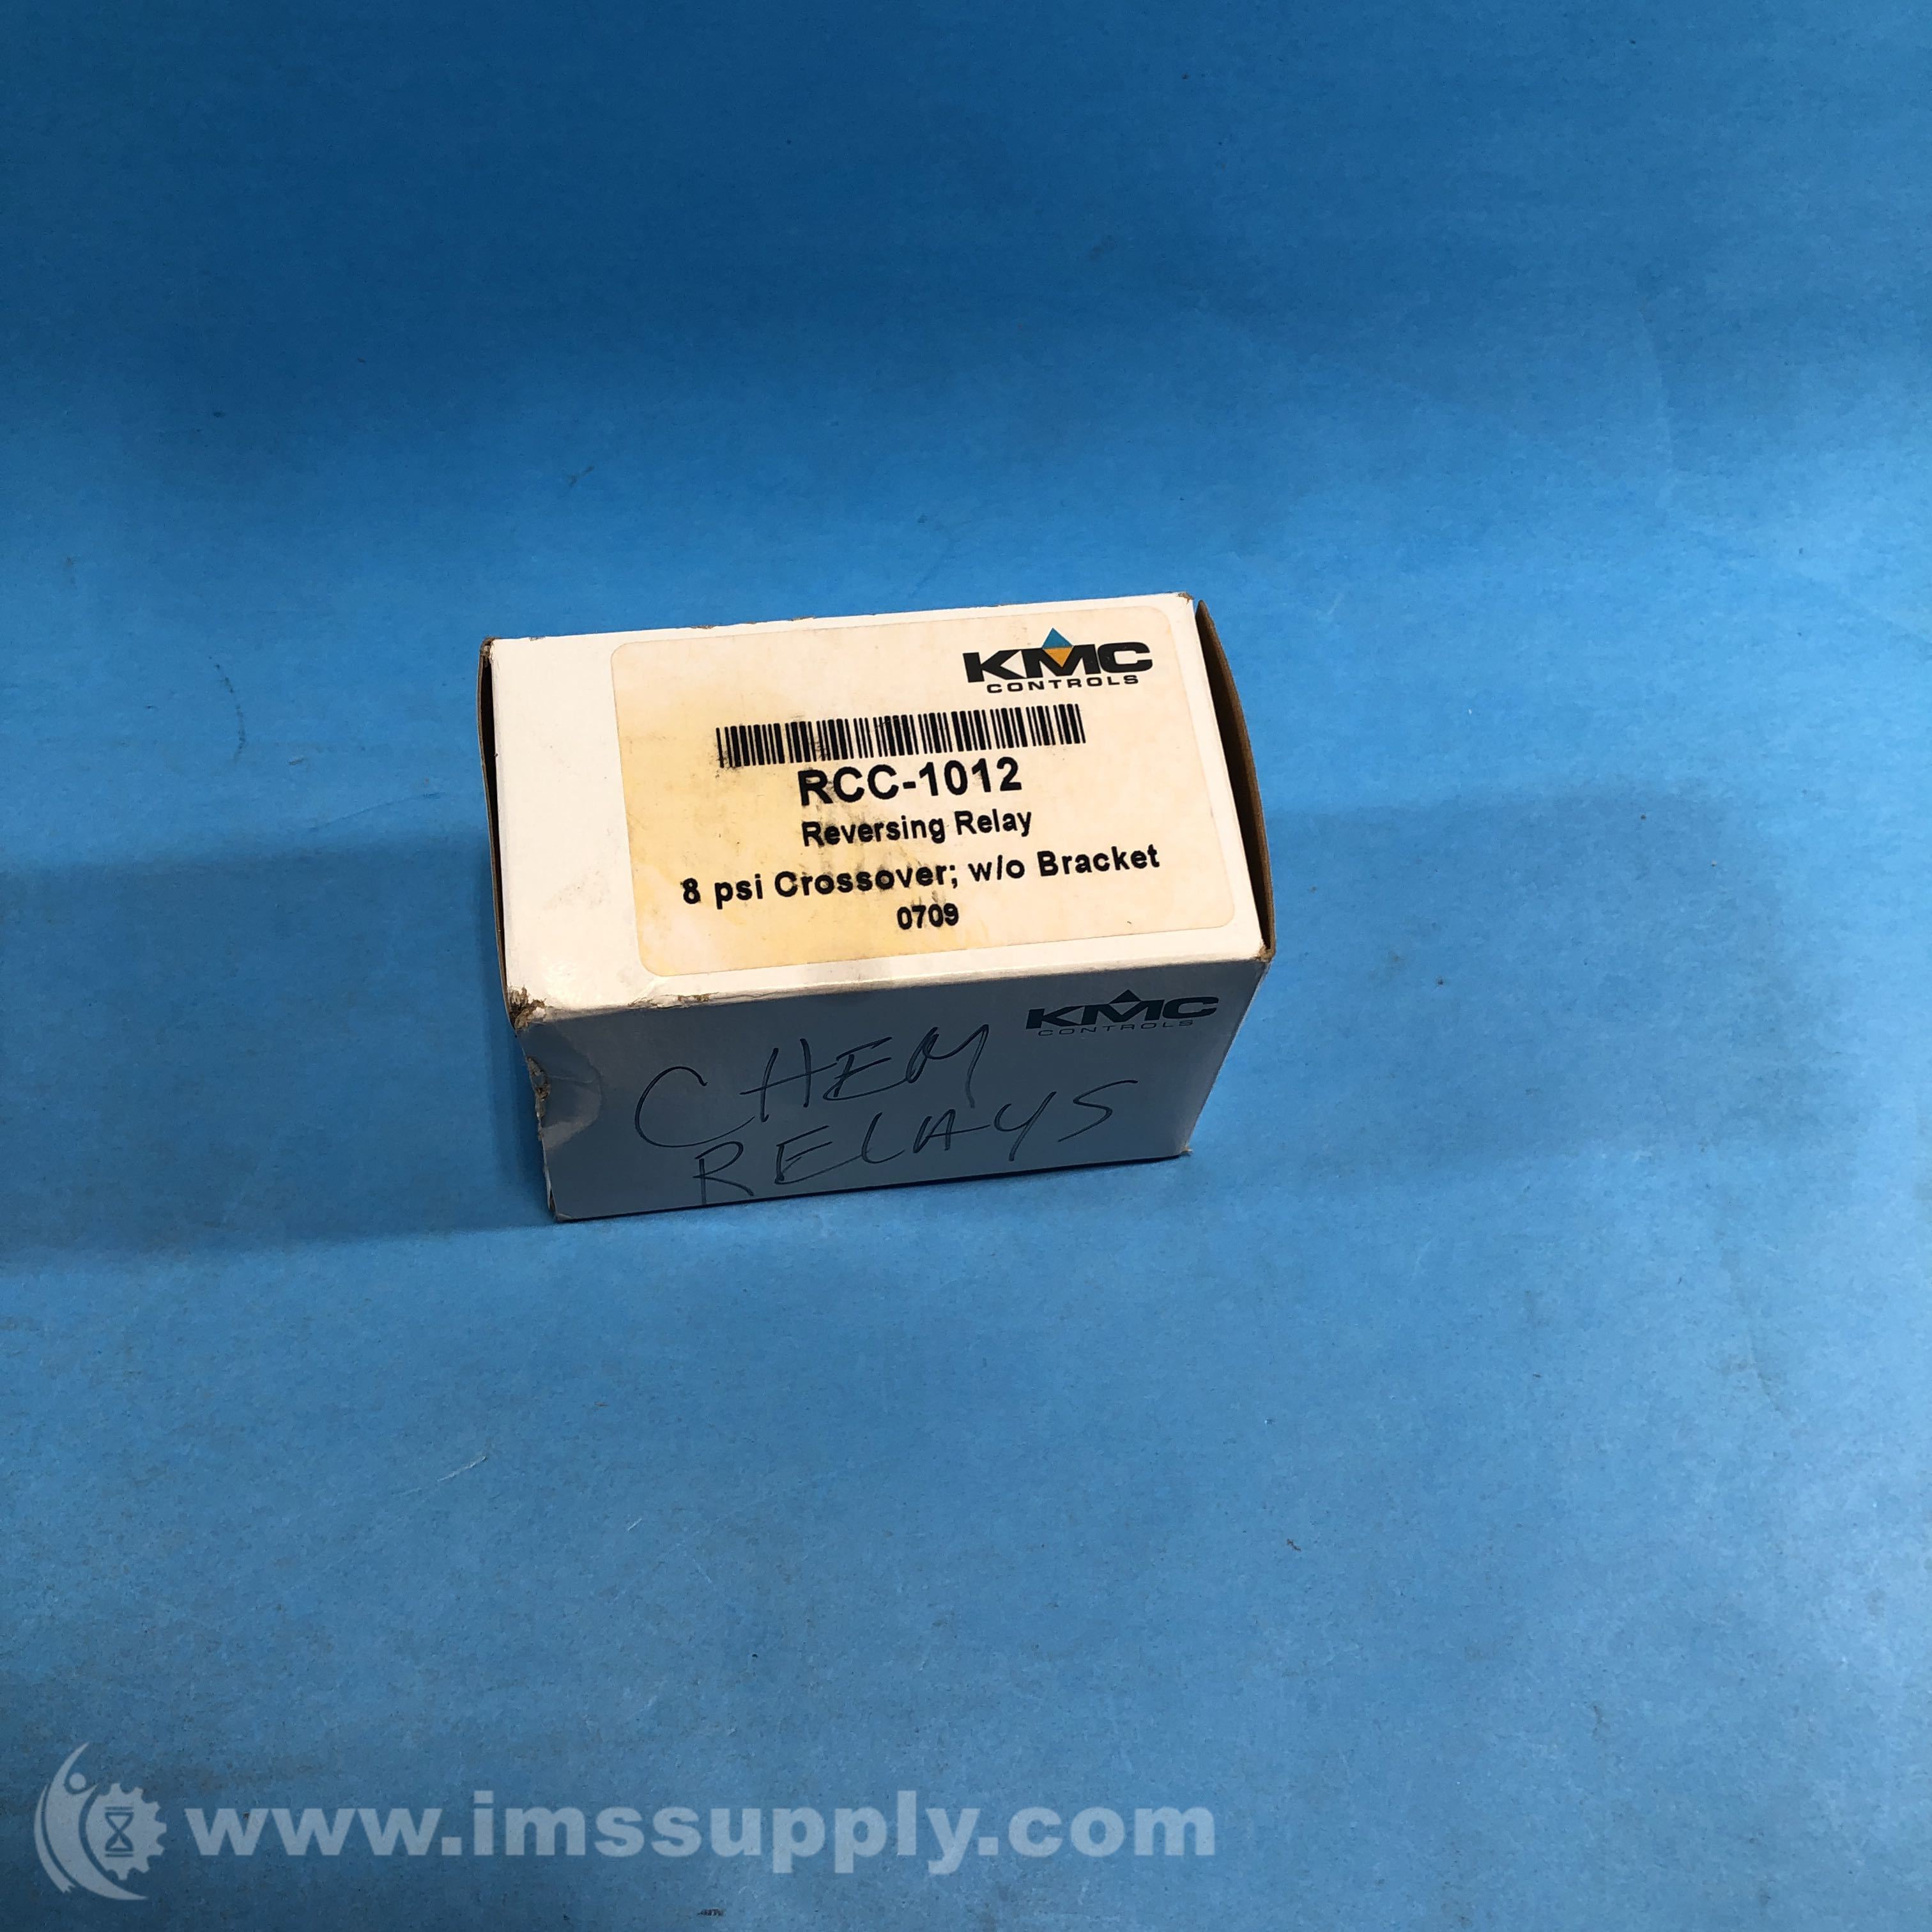 KMC
CONTROLS
RCC-1012
Reversing Relay
8 psi Crossover; w/o Bracket
0709
KMC
CONTROLS
CHEM
RELAYS
www.imssupply.com